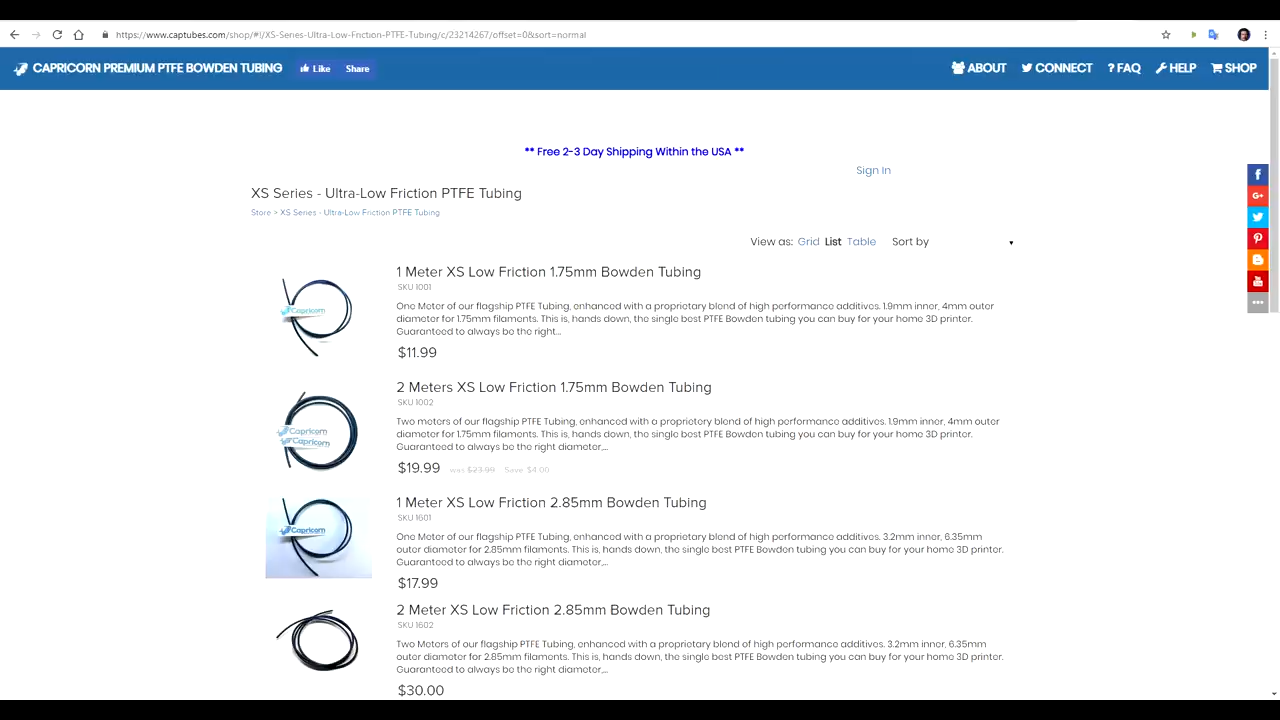 https://www.captubes.com/shop/#!/XS-Series-Ultra-Low-Friction-PTFE-Tubing/c/23214267/offset=0&sort=normal
CAPRICORN PREMIUM PTFE BOWDEN TUBING Like Share ABOUT CONNECT ? FAQ HELP SHOP
** Free 2-3 Day Shipping Within the USA **
Sign In
XS Series - Ultra-Low Friction PTFE Tubing
Store > XS Series - Ultra-Low Friction PTFE Tubing
View as: Grid List Table Sort by
1 Meter XS Low Friction 1.75mm Bowden Tubing
SKU 1001
One Meter of our flagship PTFE Tubing, enhanced with a proprietary blend of high performance additives. 1.9mm inner, 4mm outer
diameter for 1.75mm filaments. This is, hands down, the single best PTFE Bowden tubing you can buy for your home 3D printer.
Guaranteed to always be the right...
$11.99
Capricorn
2 Meters XS Low Friction 1.75mm Bowden Tubing
SKU 1002
Two meters of our flagship PTFE Tubing, enhanced with a proprietery blend of high performance additives. 1.9mm inner, 4mm outer
diameter for 1.75mm filaments. This is, hands down, the single best PTFE Bowden tubing you can buy for your home 3D printer.
Guaranteed to always be the right diameter,...
$19.99 was $23.99 Save $4.00
Capricorn
Capricorn
1 Meter XS Low Friction 2.85mm Bowden Tubing
SKU 1601
One Meter of our flagship PTFE Tubing, enhanced with a proprietary blend of high performance additives. 3.2mm inner, 6.35mm
outer diameter for 2.85mm filaments. This is, hands down, the single best PTFE Bowden tubing you can buy for your home 3D printer.
Guaranteed to always be the right diameter,...
$17.99
Capricorn
2 Meter XS Low Friction 2.85mm Bowden Tubing
SKU 1602
Two Meters of our flagship PTFE Tubing, enhanced with a proprietary blend of high performance additives. 3.2mm inner, 6.35mm
outer diameter for 2.85mm filaments. This is, hands down, the single best PTFE Bowden tubing you can buy for your home 3D printer.
Guaranteed to always be the right diameter,...
$30.00